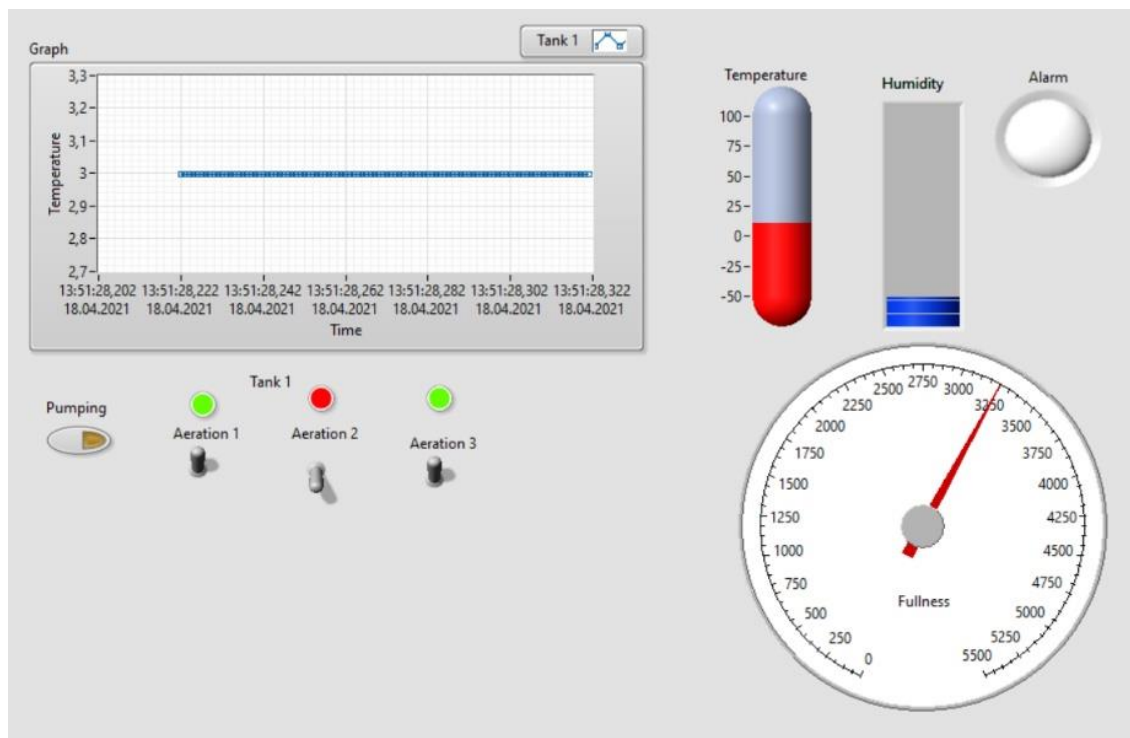 Graph
Tank 1
3,3
3,2
3,1
3
2,9
2,8
2,7
Temperature
13:51:28,202 13:51:28,222 13:51:28,242 13:51:28,262 13:51:28,282 13:51:28,302 13:51:28,322
18.04.2021 18.04.2021 18.04.2021 18.04.2021 18.04.2021 18.04.2021 18.04.2021
Time
Temperature
100
75
50
25
0
-25
-50
Humidity
Alarm
Tank 1
Pumping
Aeration 1
Aeration 2
Aeration 3
0
250
500
750
1000
1250
1500
1750
2000
2250
2500
2750
3000
3250
3500
3750
4000
4250
4500
4750
5000
5250
5500
Fullness